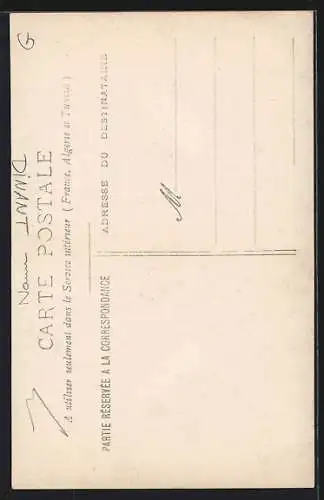 G
Namur DINANT
CARTE POSTALE
A utiliser seulement dans le Service intérieur (France, Algérie et Tunisie)
PARTIE RÉSERVÉE A LA CORRESPONDANCE
ADRESSE DU DESTINATAIRE
M